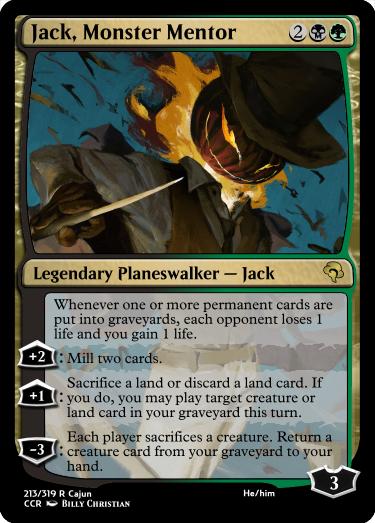 Jack, Monster Mentor 2
Legendary Planeswalker — Jack
Whenever one or more permanent cards are
put into graveyards, each opponent loses 1
life and you gain 1 life.
+2: Mill two cards.
Sacrifice a land or discard a land card. If
+1: you do, you may play target creature or
land card in your graveyard this turn.
Each player sacrifices a creature. Return a
-3: creature card from your graveyard to your
hand.
3
213/319 R Cajun He/him
CCR Billy Christian